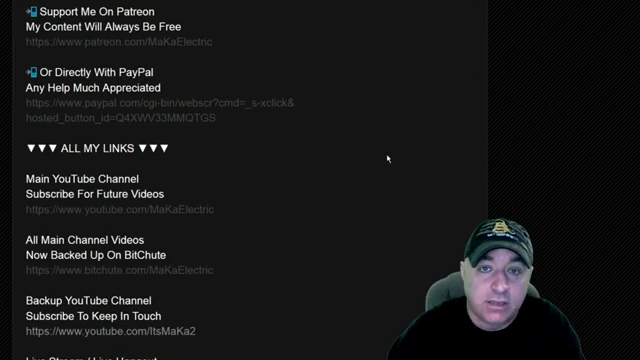 Support Me On Patreon
My Content Will Always Be Free
https://www.patreon.com/MaKaElectric
Or Directly With PayPal
Any Help Much Appreciated
https://www.paypal.com/cgi-bin/webscr?cmd=_s-xclick&
hosted_button_id=Q4XWV33MMQTGS
▼▼▼ ALL MY LINKS ▼▼▼
Main YouTube Channel
Subscribe For Future Videos
https://www.youtube.com/MaKaElectric
All Main Channel Videos
Now Backed Up On BitChute
https://www.bitchute.com/MaKaElectric
Backup YouTube Channel
Subscribe To Keep In Touch
https://www.youtube.com/ItsMaKa2
Live Stream / Live Hangout